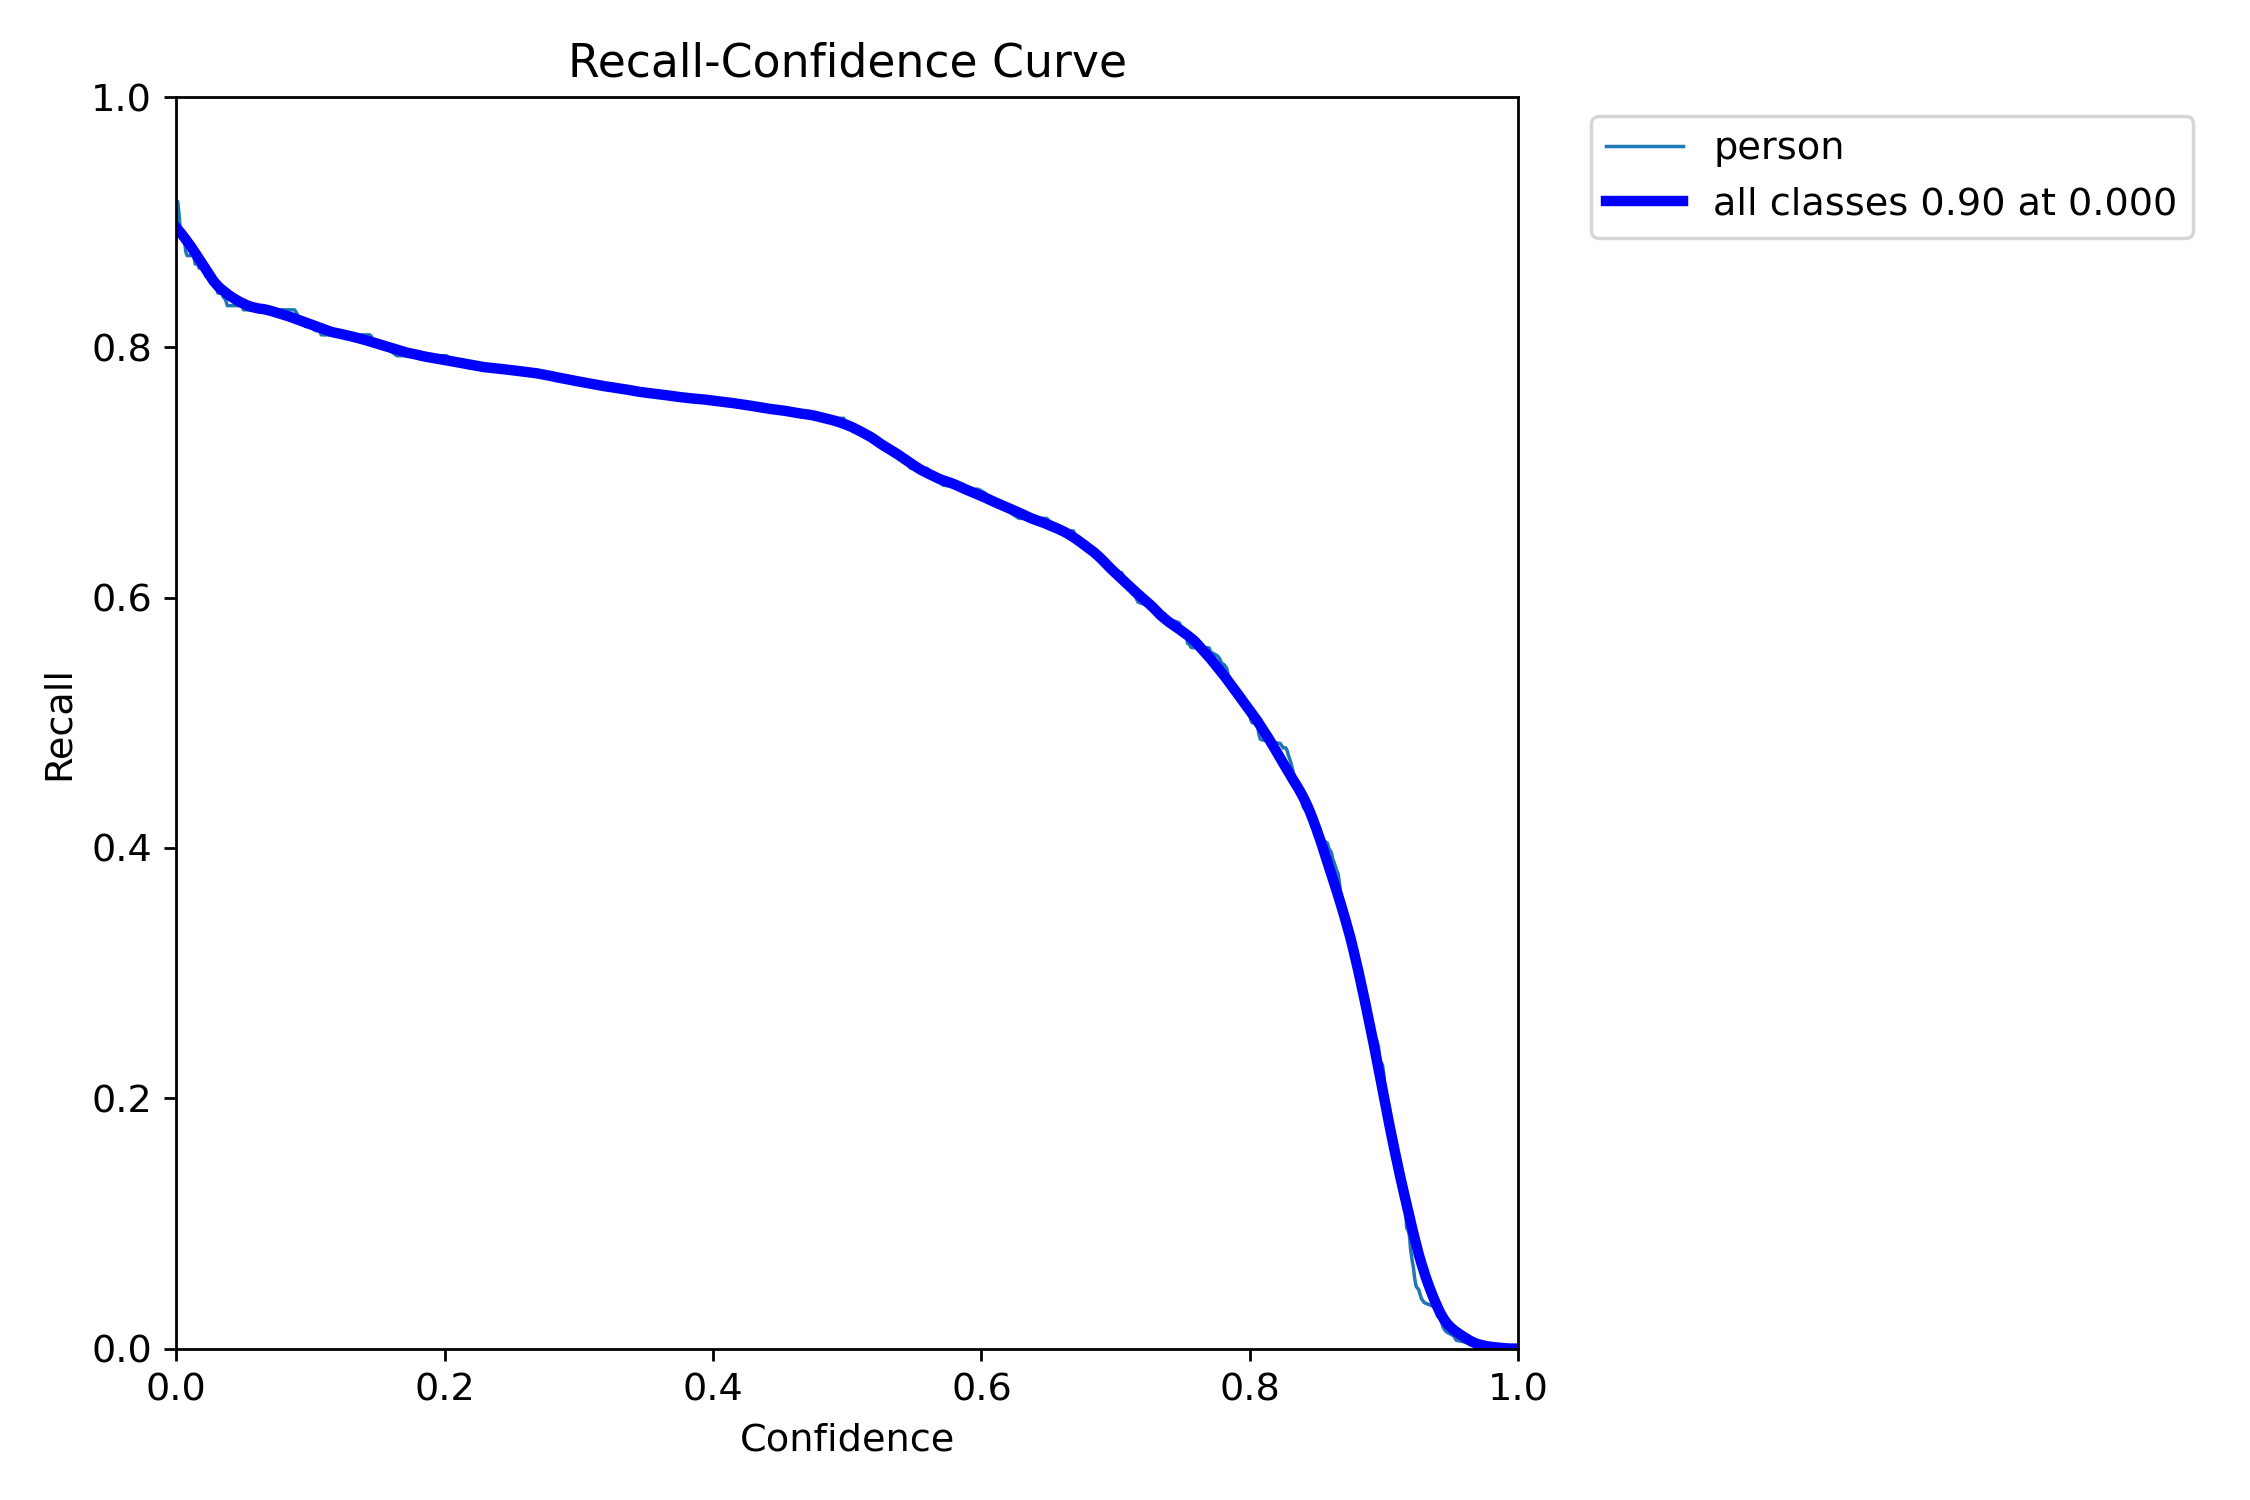 Recall-Confidence Curve
1.0
0.8
0.6
0.4
0.2
0.0
Recall
0.0 0.2 0.4 0.6 0.8 1.0
Confidence
person
all classes 0.90 at 0.000